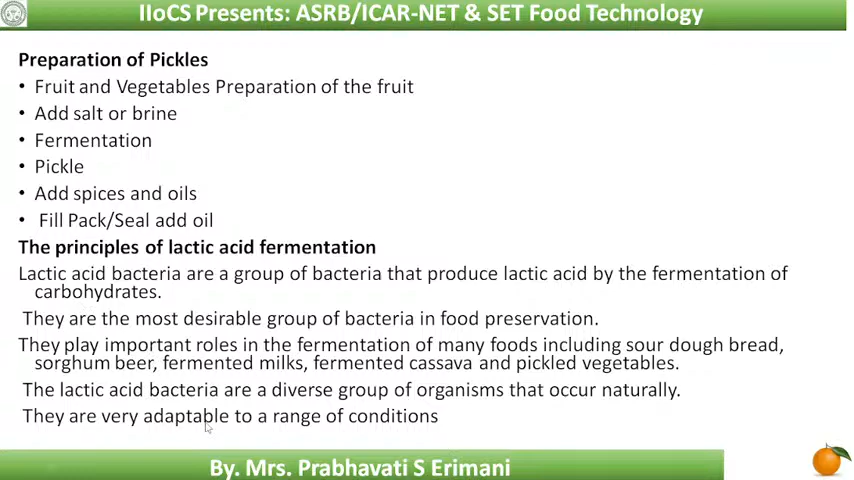 IIoCS Presents: ASRB/ICAR-NET & SET Food Technology
Preparation of Pickles
• Fruit and Vegetables Preparation of the fruit
• Add salt or brine
• Fermentation
• Pickle
• Add spices and oils
• Fill Pack/Seal add oil
The principles of lactic acid fermentation
Lactic acid bacteria are a group of bacteria that produce lactic acid by the fermentation of
carbohydrates.
They are the most desirable group of bacteria in food preservation.
They play important roles in the fermentation of many foods including sour dough bread,
sorghum beer, fermented milks, fermented cassava and pickled vegetables.
The lactic acid bacteria are a diverse group of organisms that occur naturally.
They are very adaptable to a range of conditions
By. Mrs. Prabhavati S Erimani